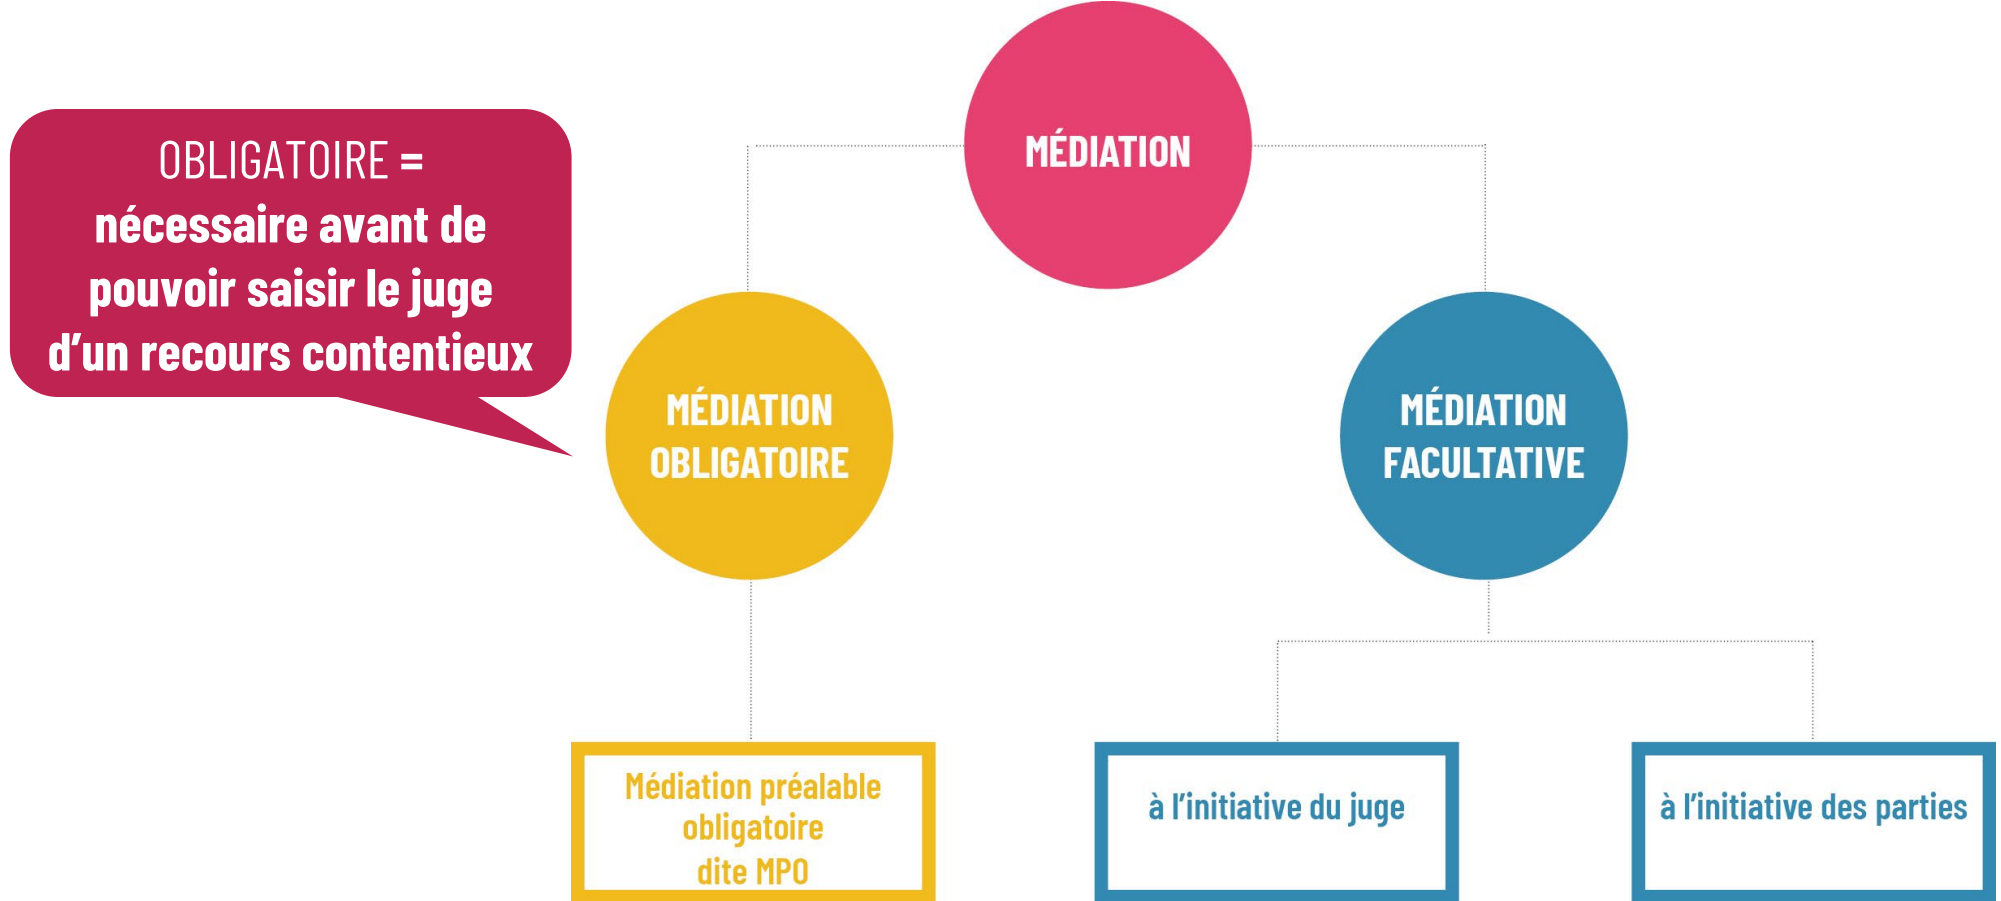 MÉDIATION
OBLIGATOIRE =
nécessaire avant de
pouvoir saisir le juge
d’un recours contentieux
MÉDIATION
OBLIGATOIRE
MÉDIATION
FACULTATIVE
Médiation préalable
obligatoire
dite MPO
à l’initiative du juge
à l’initiative des parties